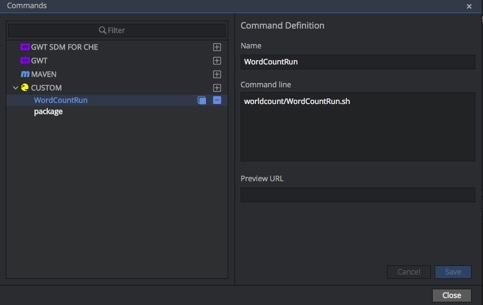 Commands
Filter
GWT SDM FOR CHE
GWT
MAVEN
CUSTOM
WordCountRun
package
Command Definition
Name
WordCountRun
Command line
worldcount/WordCountRun.sh
Preview URL
Cancel
Save
Close